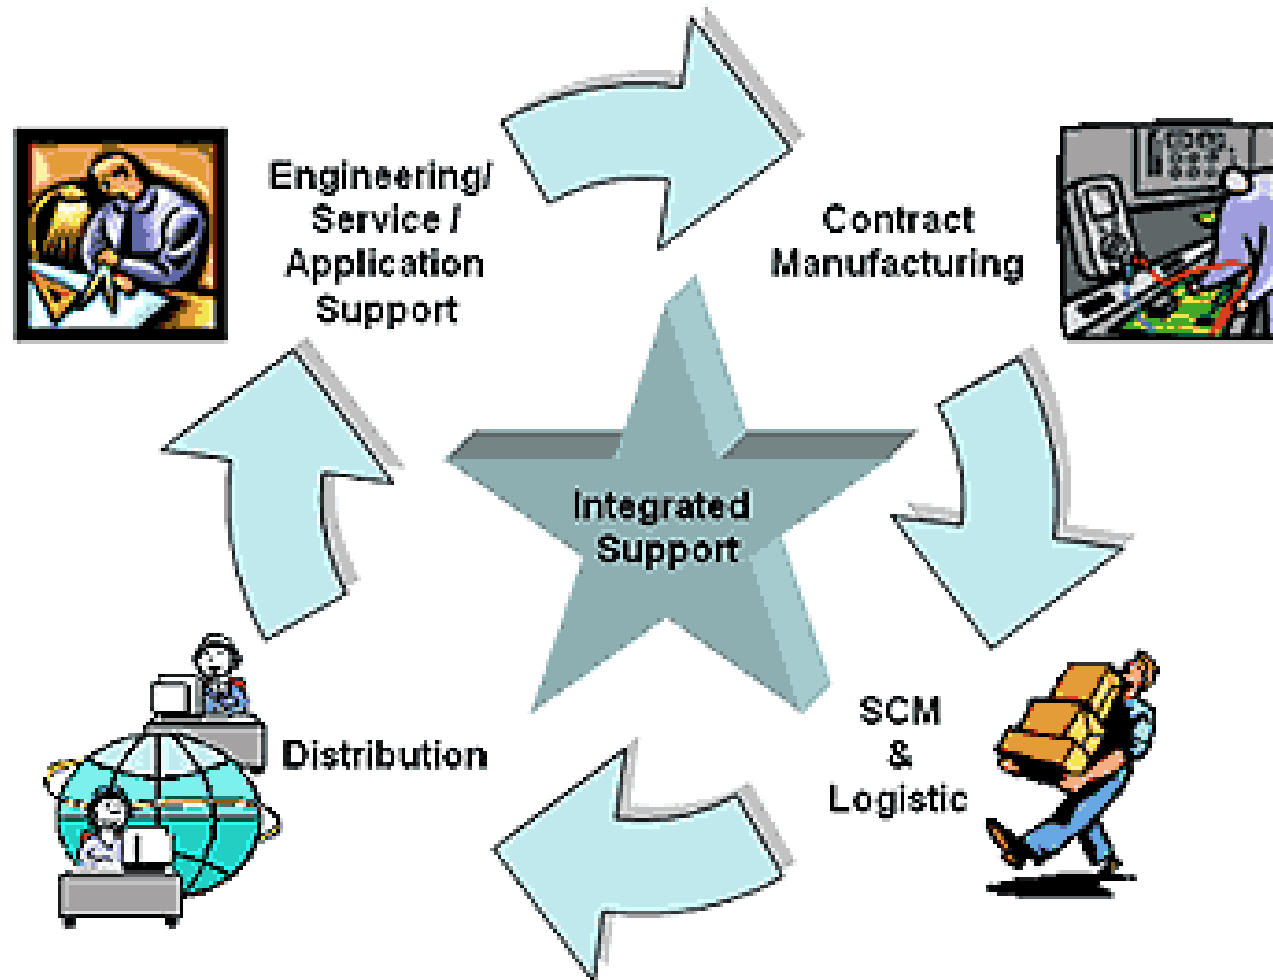 Engineering/
Service /
Application
Support
Contract
Manufacturing
Integrated
Support
SCM
&
Logistic
Distribution